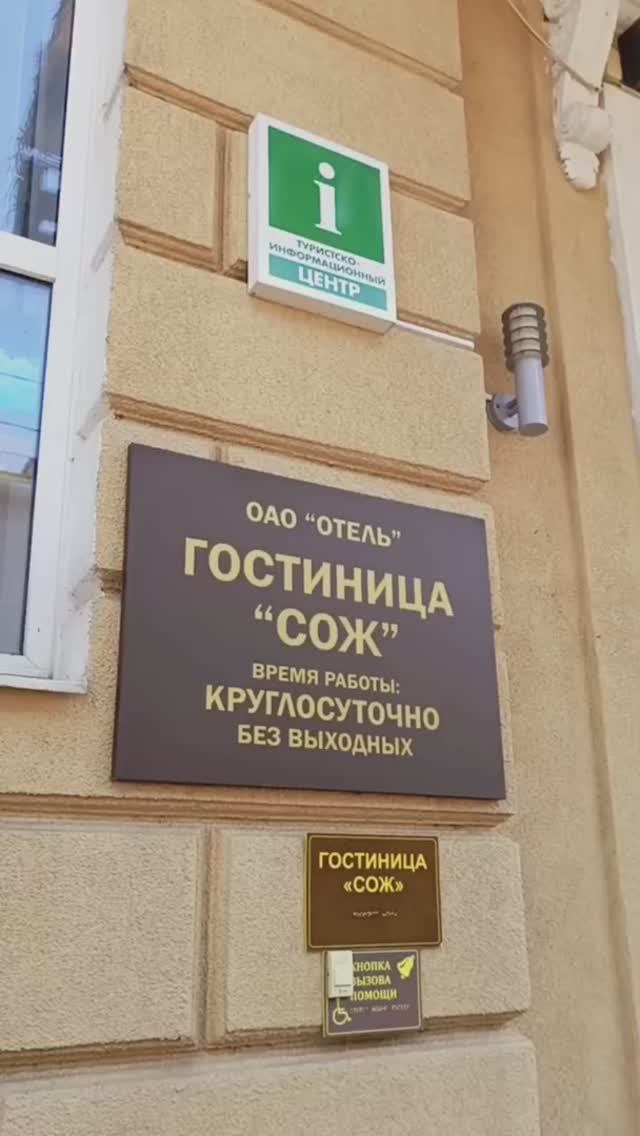 i
ТУРИСТСКО-
ИНФОРМАЦИОННЫЙ
ЦЕНТР
ОАО "ОТЕЛЬ"
ГОСТИНИЦА
"СОЖ"
ВРЕМЯ РАБОТЫ:
КРУГЛОСУТОЧНО
БЕЗ ВЫХОДНЫХ
ГОСТИНИЦА
«СОЖ»
КНОПКА
ВЫЗОВА
ПОМОЩИ